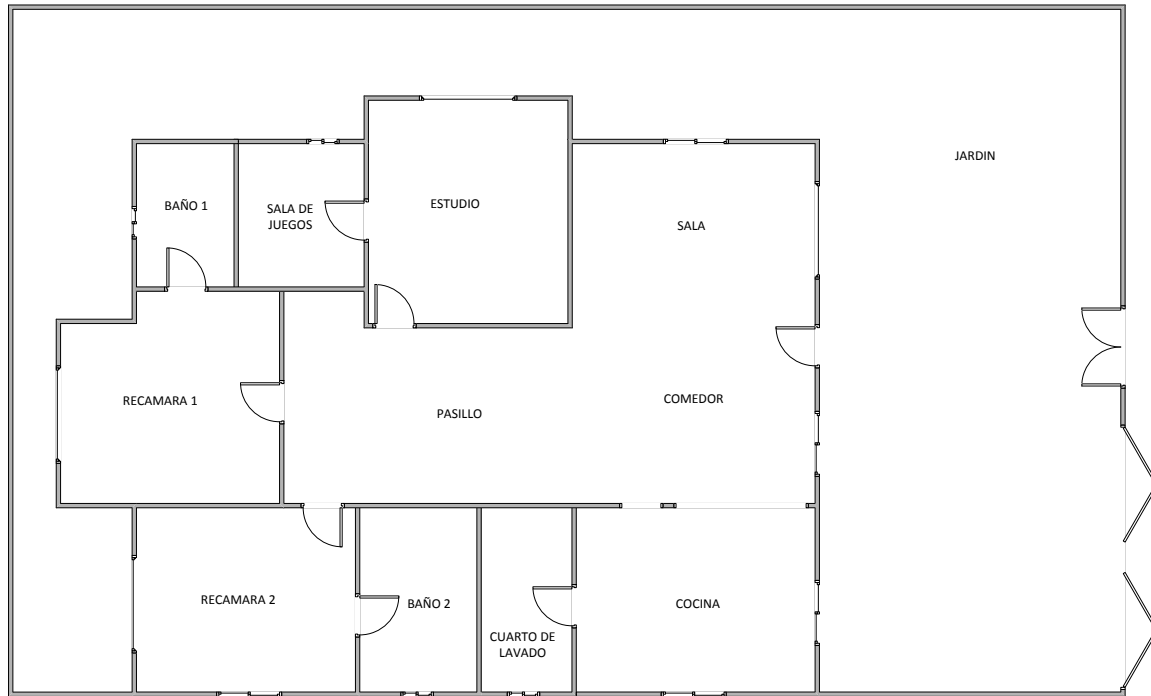 JARDIN
BAÑO 1
SALA DE
JUEGOS
ESTUDIO
SALA
RECAMARA 1
PASILLO
COMEDOR
RECAMARA 2
BAÑO 2
CUARTO DE
LAVADO
COCINA